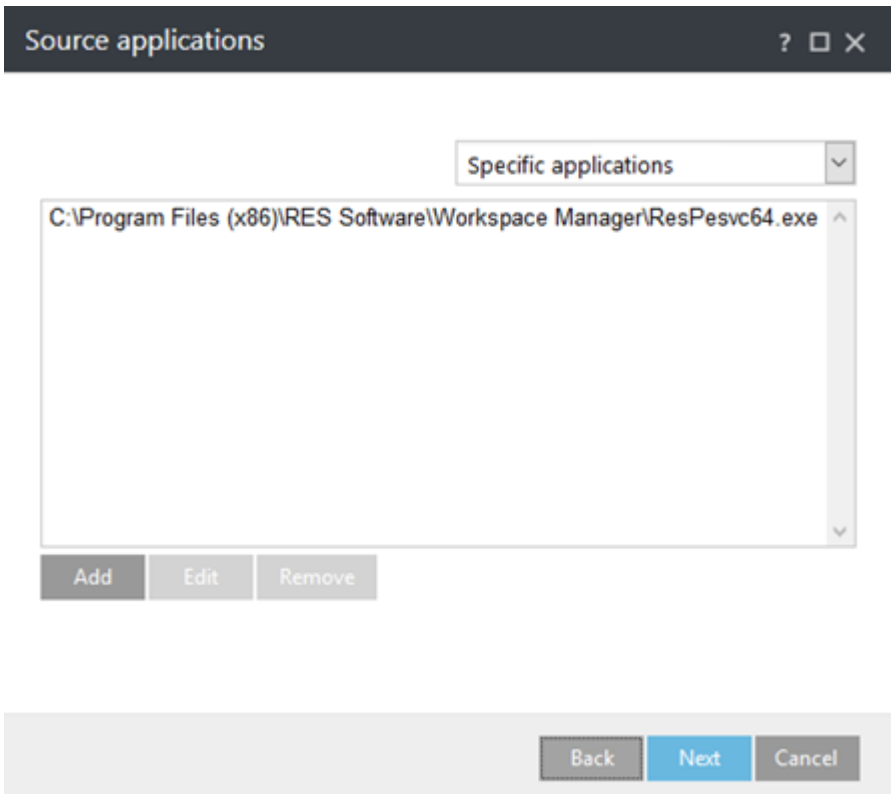 Source applications
?
Specific applications
C:\Program Files (x86)\RES Software\Workspace Manager\ResPesvc64.exe
Add Edit Remove
Back Next Cancel